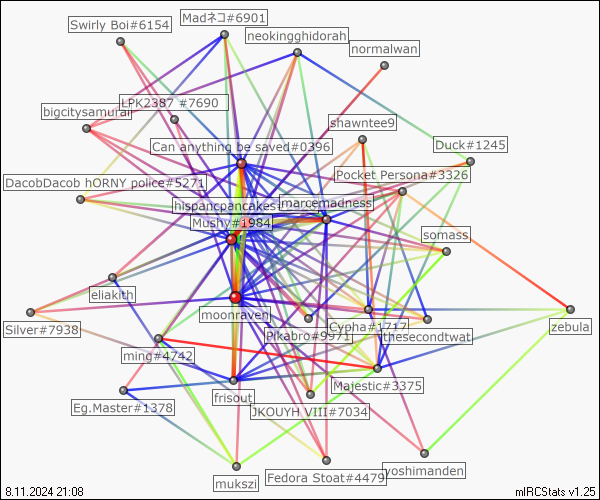 Madネコ#6901
Swirly Boi#6154
neokingghidorah
normalwan
LPK2387 #7690
bigcitysamurai
shawntee9
Can anything be saved#0396
Duck#1245
Pocket Persona#3326
DacobDacob hORNY police#5271
hispancpancakes
marcemadness
Mushy#1984
somass
eliakith
moonraven
Silver#7938
Pikabro#9971
Cypha#1717
thesecondtwat
zebula
ming#4742
Majestic#3375
frisout
Eg.Master#1378
JKOUYH VIII#7034
mukszi
Fedora Stoat#4479
yoshimanden
8.11.2024 21:08
mIRCStats v1.25